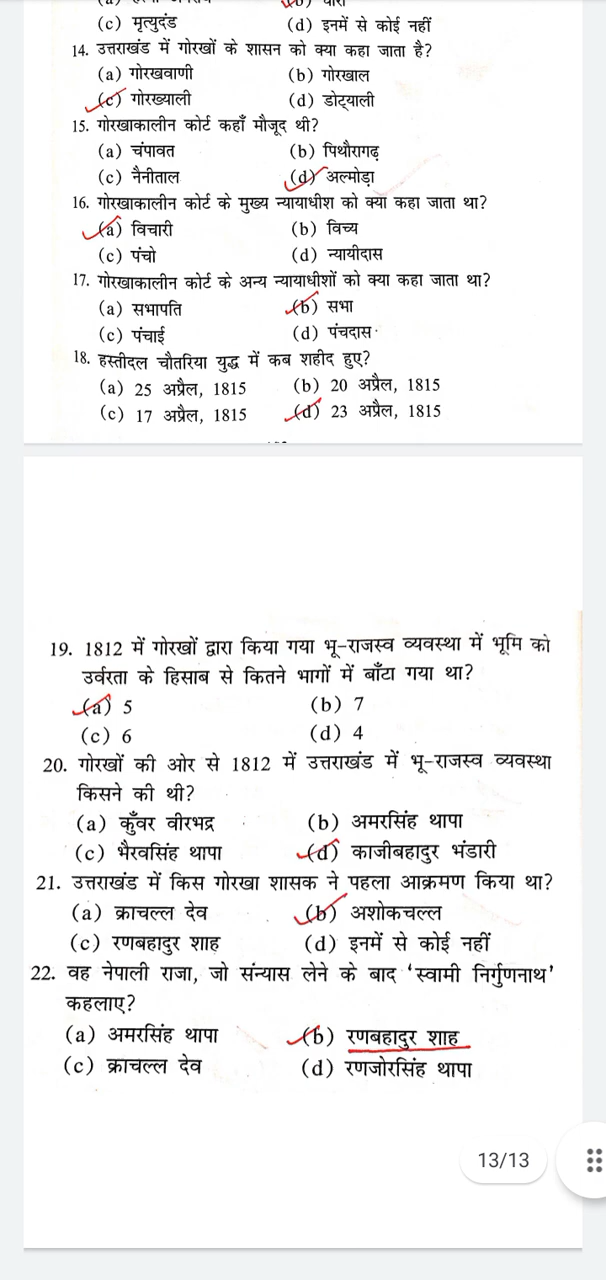 (c) मृत्युदंड (d) इनमें से कोई नहीं
14. उत्तराखंड में गोरखों के शासन को क्या कहा जाता है?
(a) गोरखवाणी (b) गोरखाल
(c) गोरख्याली (d) डोट्याली
15. गोरखाकालीन कोर्ट कहाँ मौजूद थी?
(a) चंपावत (b) पिथौरागढ़
(c) नैनीताल (d) अल्मोड़ा
16. गोरखाकालीन कोर्ट के मुख्य न्यायाधीश को क्या कहा जाता था?
(a) विचारी (b) विच्य
(c) पंचो (d) न्यायीदास
17. गोरखाकालीन कोर्ट के अन्य न्यायाधीशों को क्या कहा जाता था?
(a) सभापति (b) सभा
(c) पंचाई (d) पंचदास
18. हस्तीदल चौतरिया युद्ध में कब शहीद हुए?
(a) 25 अप्रैल, 1815 (b) 20 अप्रैल, 1815
(c) 17 अप्रैल, 1815 (d) 23 अप्रैल, 1815
19. 1812 में गोरखों द्वारा किया गया भू-राजस्व व्यवस्था में भूमि को
उर्वरता के हिसाब से कितने भागों में बाँटा गया था?
(a) 5 (b) 7
(c) 6 (d) 4
20. गोरखों की ओर से 1812 में उत्तराखंड में भू-राजस्व व्यवस्था
किसने की थी?
(a) कुँवर वीरभद्र (b) अमरसिंह थापा
(c) भैरवसिंह थापा (d) काजीबहादुर भंडारी
21. उत्तराखंड में किस गोरखा शासक ने पहला आक्रमण किया था?
(a) क्राचल्ल देव (b) अशोकचल्ल
(c) रणबहादुर शाह (d) इनमें से कोई नहीं
22. वह नेपाली राजा, जो संन्यास लेने के बाद 'स्वामी निर्गुणनाथ'
कहलाए?
(a) अमरसिंह थापा (b) रणबहादुर शाह
(c) क्राचल्ल देव (d) रणजोरसिंह थापा
13/13